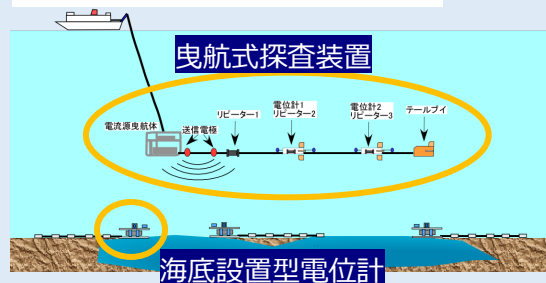 曳航式探査装置
電流源曳航体
送信電極
リピーター1
電位計1
リピーター2
電位計2
リピーター3
テールブイ
海底設置型電位計